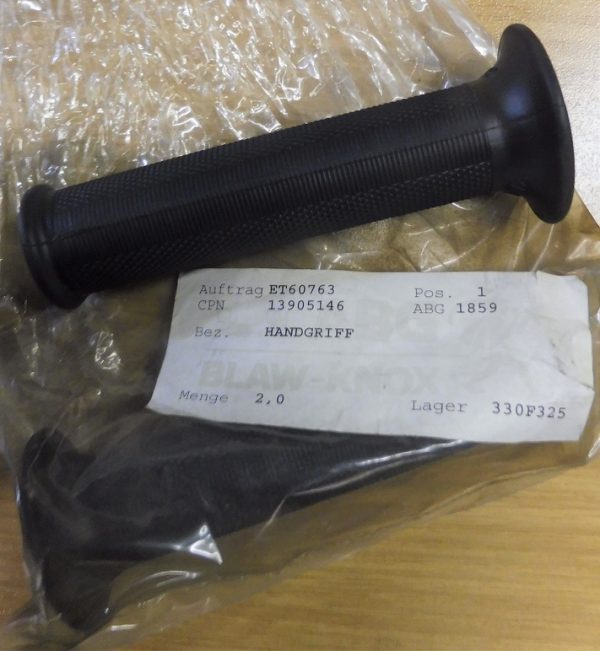 Auftrag ET60763 Pos. 1
CPN 13905146 ABG 1859
Bez. HANDGRIFF
BLAW-KNOX
Menge 2,0 Lager 330F325